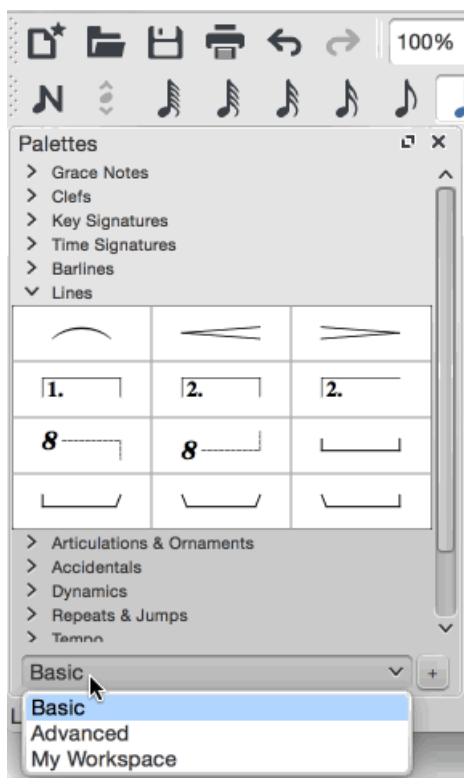 100%
N
Palettes
Grace Notes
Clefs
Key Signatures
Time Signatures
Barlines
Lines
1. 2. 2.
8 8
Articulations & Ornaments
Accidentals
Dynamics
Repeats & Jumps
Tempo
Basic +
L
Basic
Advanced
My Workspace